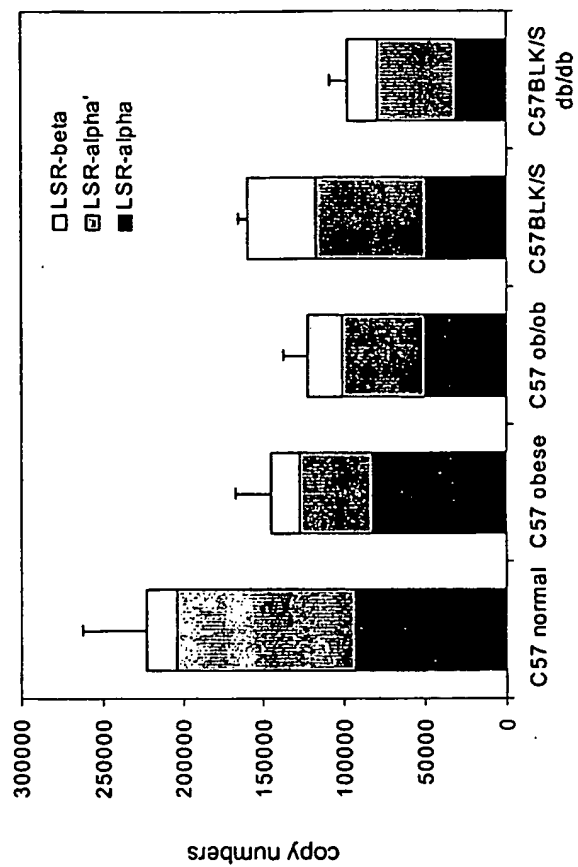 copy numbers
300000
250000
200000
150000
100000
50000
0
LSR-beta
LSR-alpha'
LSR-alpha
C57 normal
C57 obese
C57 ob/ob
C57BLK/S
C57BLK/S
db/db